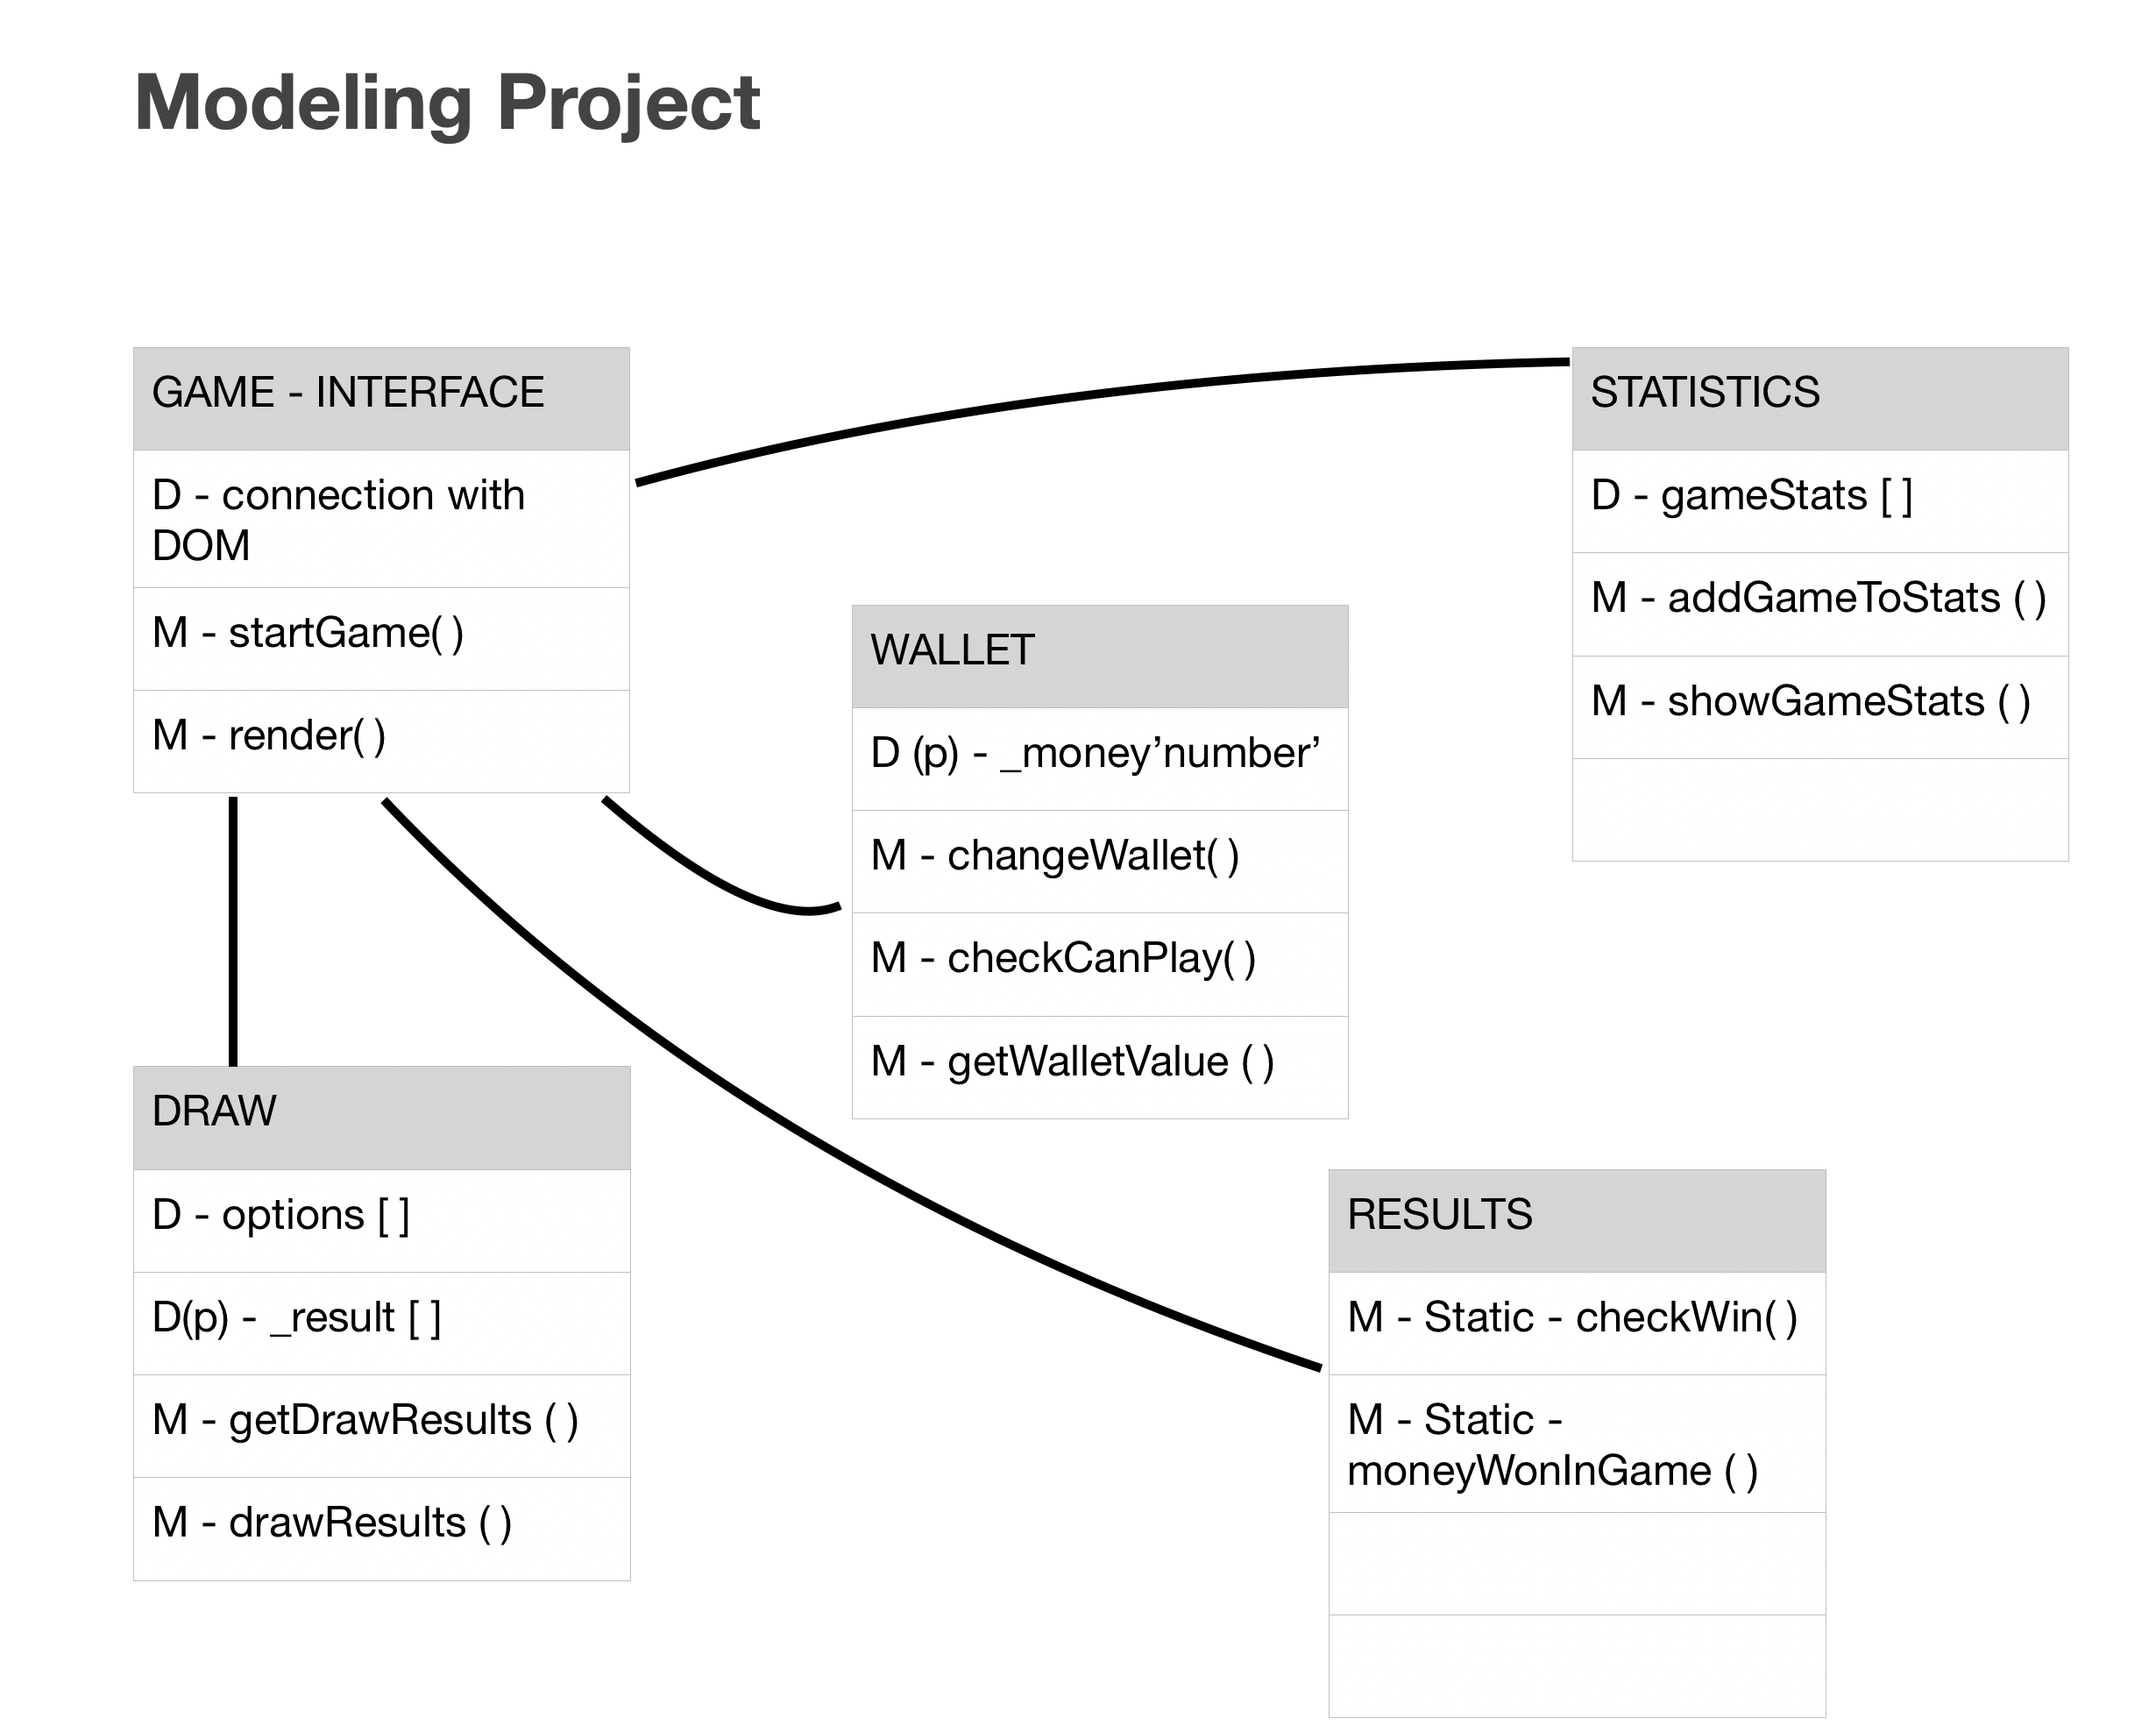 Modeling Project
GAME - INTERFACE
D - connection with
DOM
M - startGame( )
M - render( )
STATISTICS
D - gameStats [ ]
M - addGameToStats ( )
M - showGameStats ( )
WALLET
D (p) - _money’number’
M - changeWallet( )
M - checkCanPlay( )
M - getWalletValue ( )
DRAW
D - options [ ]
D(p) - _result [ ]
M - getDrawResults ( )
M - drawResults ( )
RESULTS
M - Static - checkWin( )
M - Static -
moneyWonInGame ( )